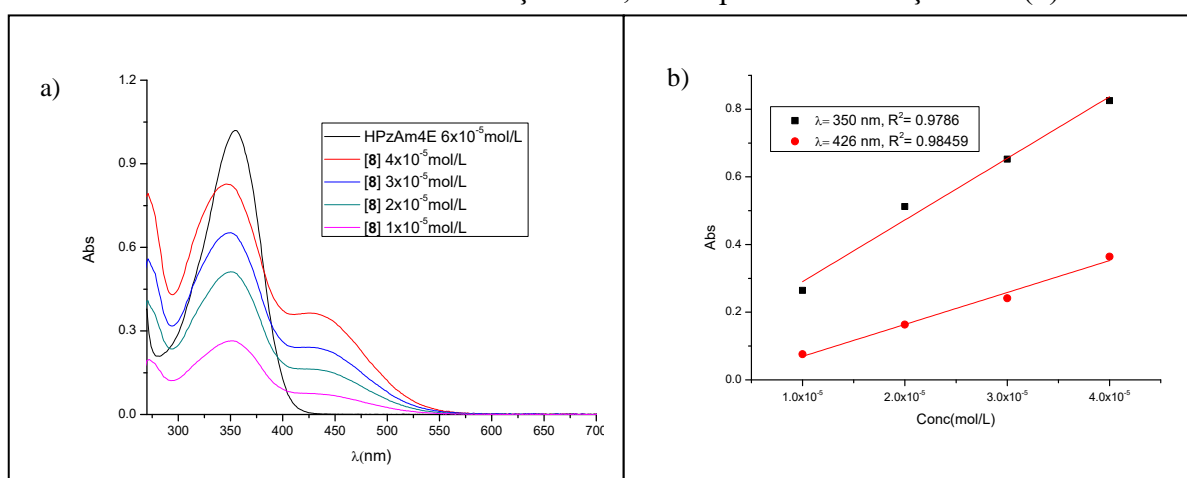 a)
1.2
0.9
0.6
0.3
0.0
Abs
300 350 400 450 500 550 600 650 700
λ(nm)
HPzAm4E 6x10⁻⁵mol/L
[8] 4x10⁻⁵mol/L
[8] 3x10⁻⁵mol/L
[8] 2x10⁻⁵mol/L
[8] 1x10⁻⁵mol/L
b)
0.8
0.6
0.4
0.2
0.0
Abs
1.0x10⁻⁵ 2.0x10⁻⁵ 3.0x10⁻⁵ 4.0x10⁻⁵
Conc(mol/L)
λ= 350 nm, R²= 0.9786
λ= 426 nm, R²= 0.98459